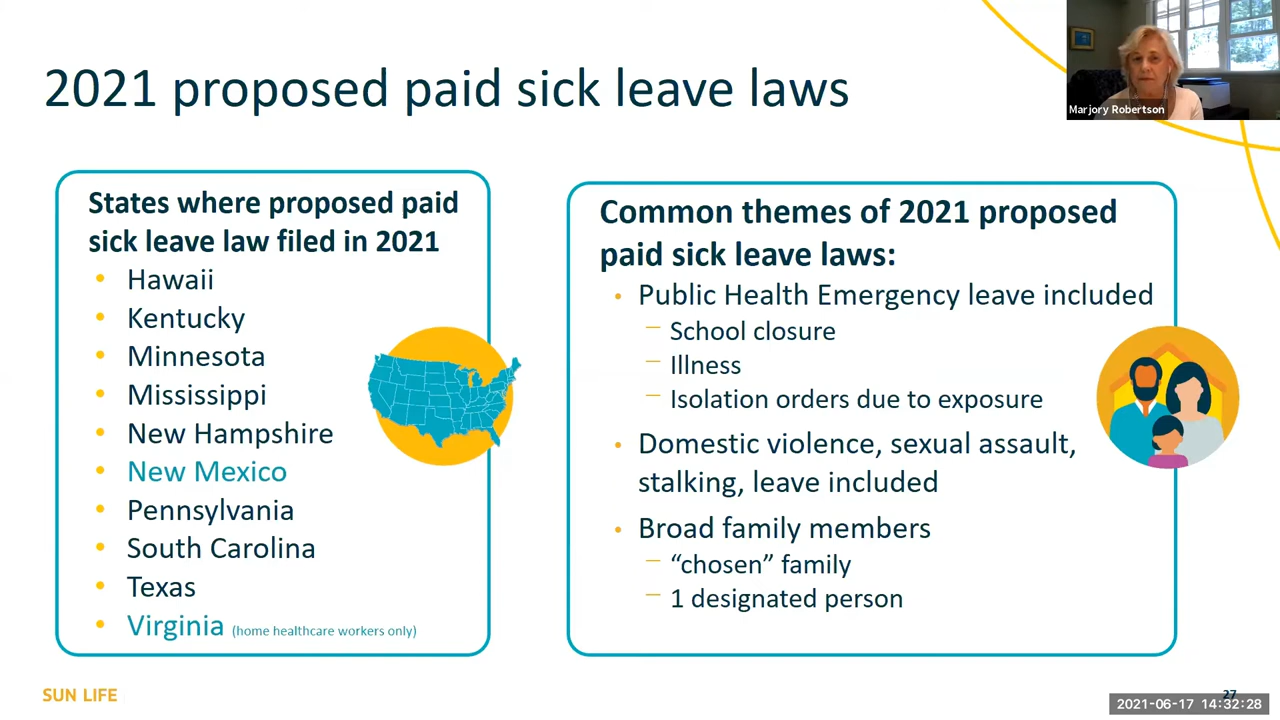 2021 proposed paid sick leave laws
Marjory Robertson
States where proposed paid
sick leave law filed in 2021
• Hawaii
• Kentucky
• Minnesota
• Mississippi
• New Hampshire
• New Mexico
• Pennsylvania
• South Carolina
• Texas
• Virginia (home healthcare workers only)
Common themes of 2021 proposed
paid sick leave laws:
• Public Health Emergency leave included
— School closure
— Illness
— Isolation orders due to exposure
• Domestic violence, sexual assault,
stalking, leave included
• Broad family members
— “chosen” family
— 1 designated person
SUN LIFE
27
2021-06-17 14:32:28